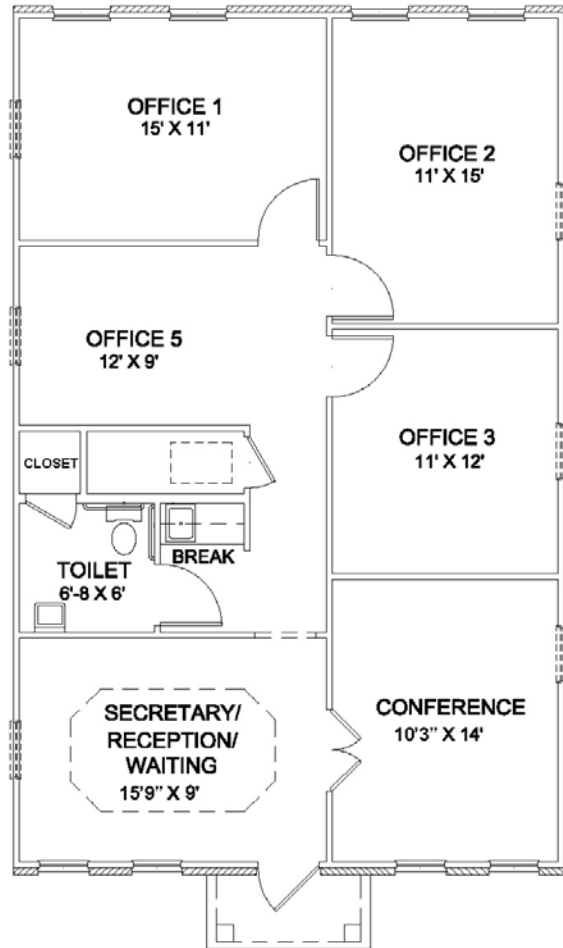 OFFICE 1
15' X 11'
OFFICE 2
11' X 15'
OFFICE 5
12' X 9'
OFFICE 3
11' X 12'
CLOSET
BREAK
TOILET
6'-8 X 6'
SECRETARY/
RECEPTION/
WAITING
15'9" X 9'
CONFERENCE
10'3" X 14'